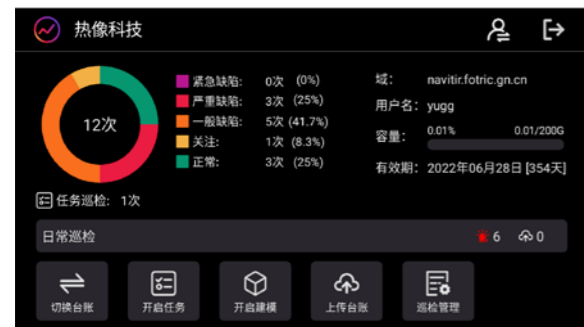 热像科技
12次
紧急缺陷: 0次 (0%)
严重缺陷: 3次 (25%)
一般缺陷: 5次 (41.7%)
关注: 1次 (8.3%)
正常: 3次 (25%)
域: navitir.fotric.gn.cn
用户名: yugg
容量: 0.01% 0.01/200G
有效期: 2022年06月28日 [354天]
任务巡检: 1次
日常巡检 6 0
切换台账 开启任务 开启建模 上传台账 巡检管理